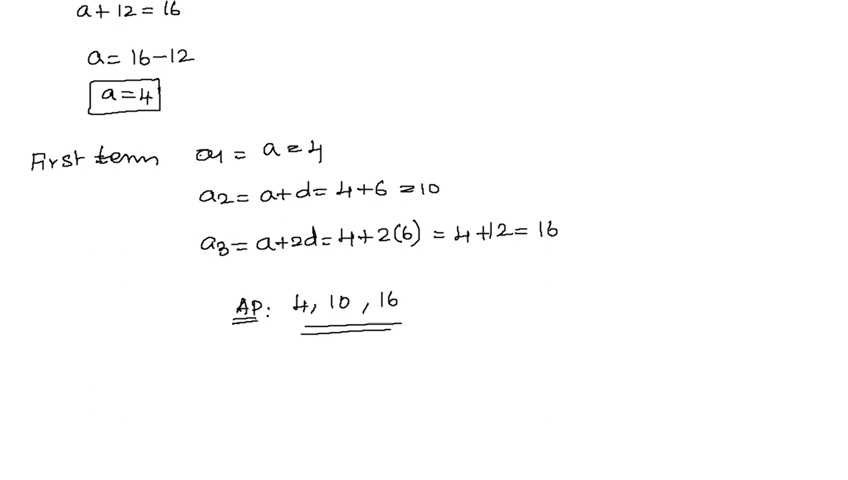 a + 12 = 16
a = 16 - 12
a = 4
First term a1 = a = 4
a2 = a + d = 4 + 6 = 10
a3 = a + 2d = 4 + 2(6) = 4 + 12 = 16
AP: 4, 10, 16